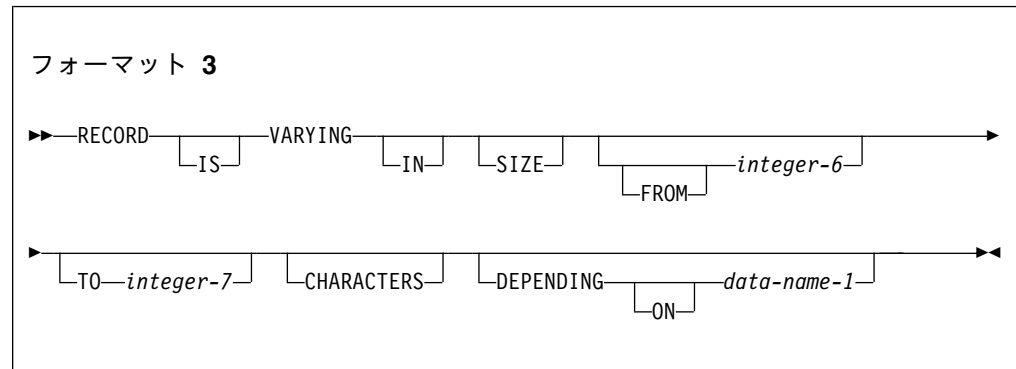 フォーマット 3
RECORD IS VARYING IN SIZE FROM integer-6
TO integer-7 CHARACTERS DEPENDING ON data-name-1